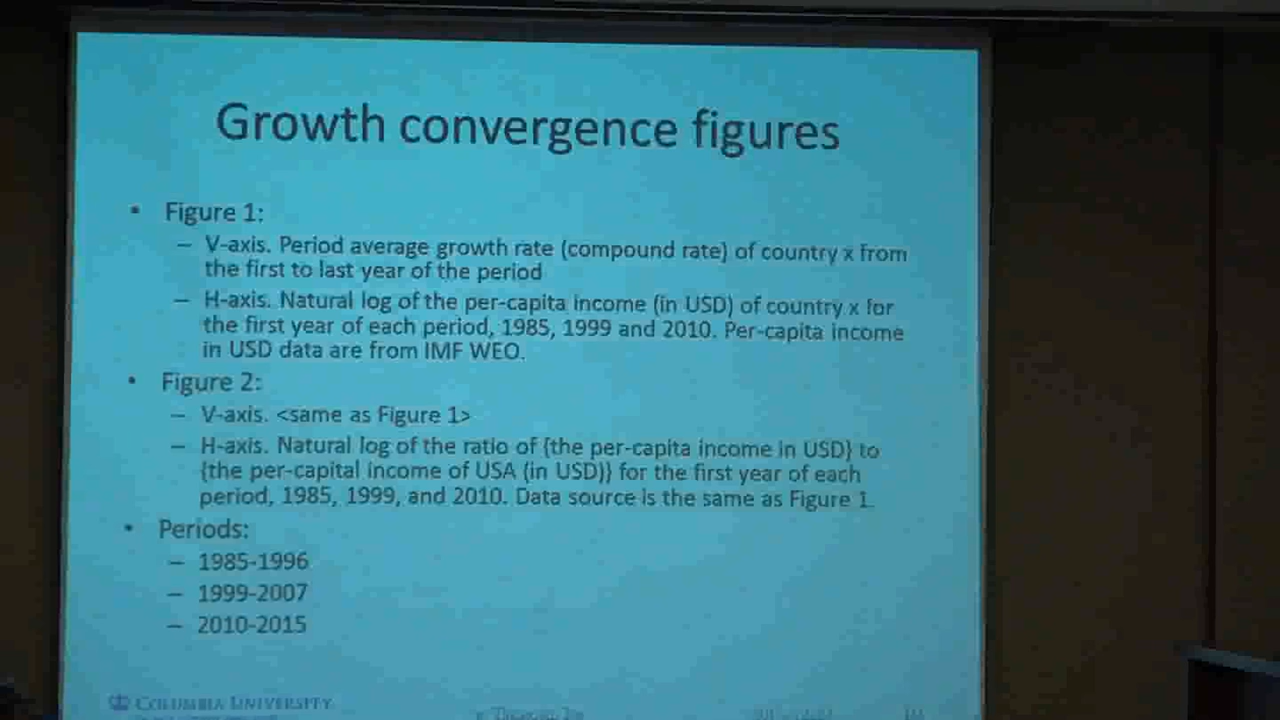 Growth convergence figures
• Figure 1:
– V-axis. Period average growth rate (compound rate) of country x from
the first to last year of the period
– H-axis. Natural log of the per-capita income (in USD) of country x for
the first year of each period, 1985, 1999 and 2010. Per-capita income
in USD data are from IMF WEO.
• Figure 2:
– V-axis. <same as Figure 1>
– H-axis. Natural log of the ratio of {the per-capita income in USD} to
{the per-capital income of USA (in USD)} for the first year of each
period, 1985, 1999, and 2010. Data source is the same as Figure 1.
• Periods:
– 1985-1996
– 1999-2007
– 2010-2015
COLUMBIA UNIVERSITY